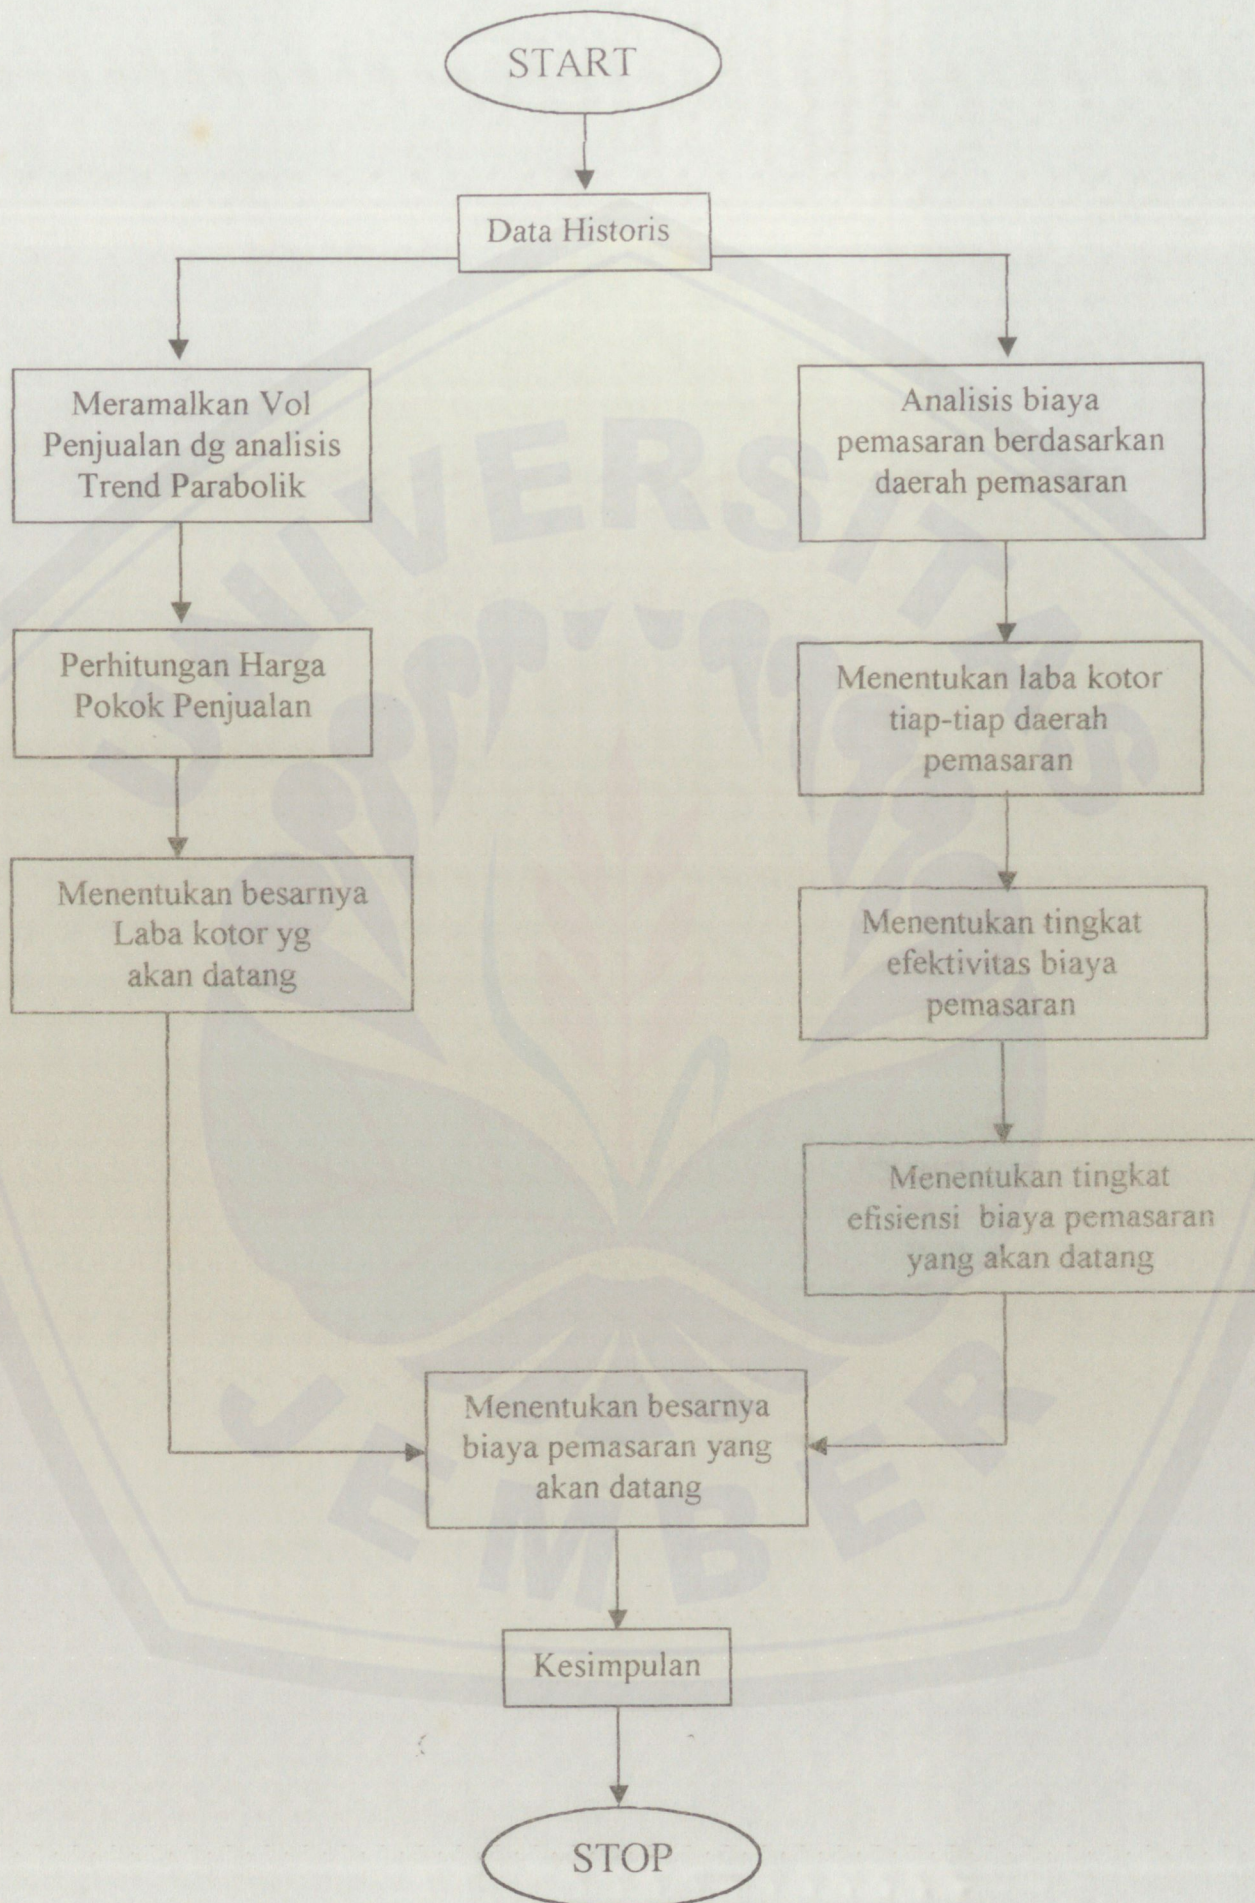 START
Data Historis
Meramalkan Vol
Penjualan dg analisis
Trend Parabolik
Perhitungan Harga
Pokok Penjualan
Menentukan besarnya
Laba kotor yg
akan datang
Analisis biaya
pemasaran berdasarkan
daerah pemasaran
Menentukan laba kotor
tiap-tiap daerah
pemasaran
Menentukan tingkat
efektivitas biaya
pemasaran
Menentukan tingkat
efisiensi biaya pemasaran
yang akan datang
Menentukan besarnya
biaya pemasaran yang
akan datang
Kesimpulan
STOP
UNIVERSITAS
JEMBER